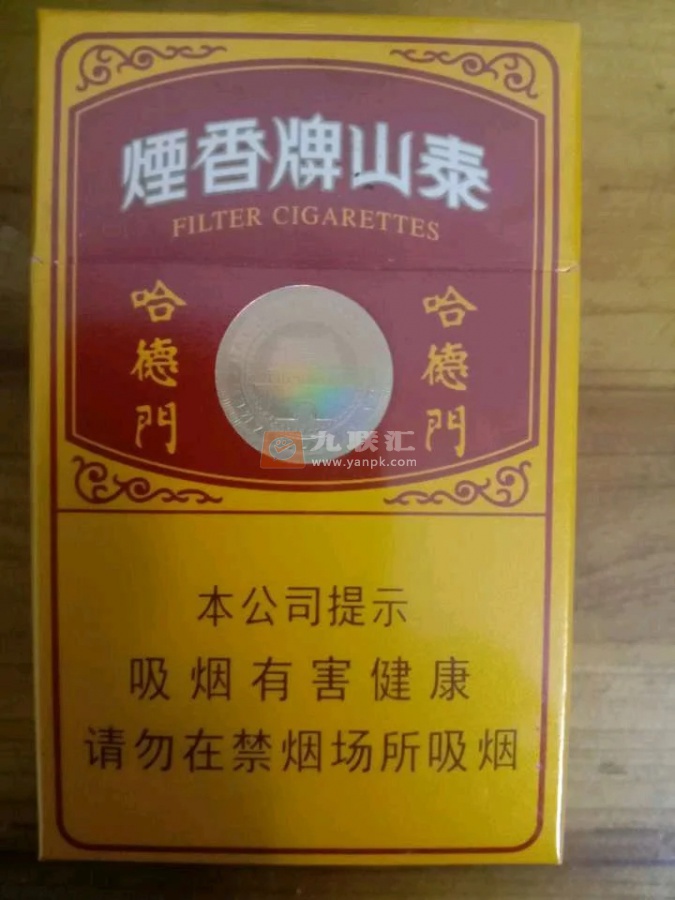 泰山牌香煙
FILTER CIGARETTES
哈德門
哈德門
九联汇
www.yanpk.com
本公司提示
吸烟有害健康
请勿在禁烟场所吸烟